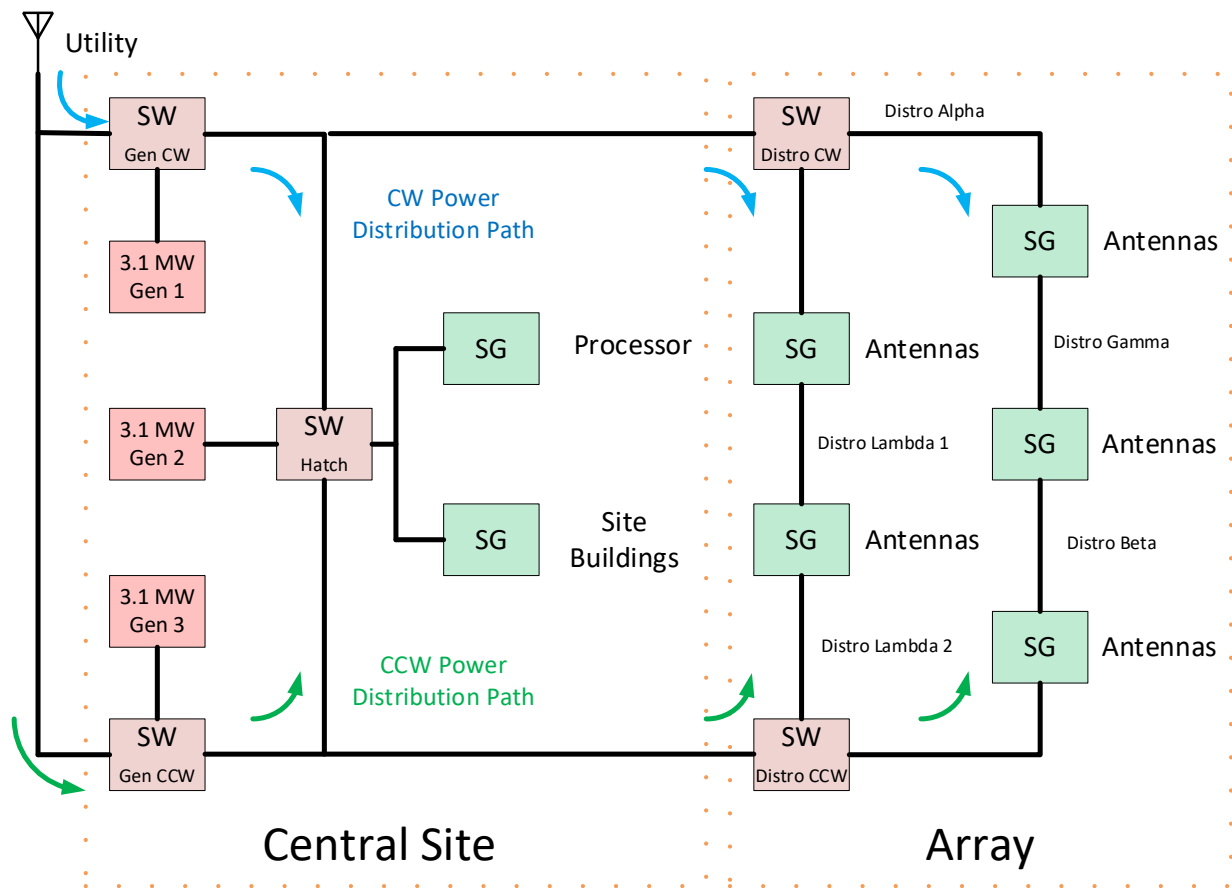 Utility
SW
Gen CW
3.1 MW
Gen 1
CW Power
Distribution Path
SW
Distro CW
Distro Alpha
SG
Antennas
SG
Processor
SG
Antennas
Distro Gamma
3.1 MW
Gen 2
SW
Hatch
Distro Lambda 1
SG
Antennas
SG
Site
Buildings
SG
Antennas
Distro Beta
3.1 MW
Gen 3
CCW Power
Distribution Path
Distro Lambda 2
SG
Antennas
SW
Gen CCW
SW
Distro CCW
Central Site
Array